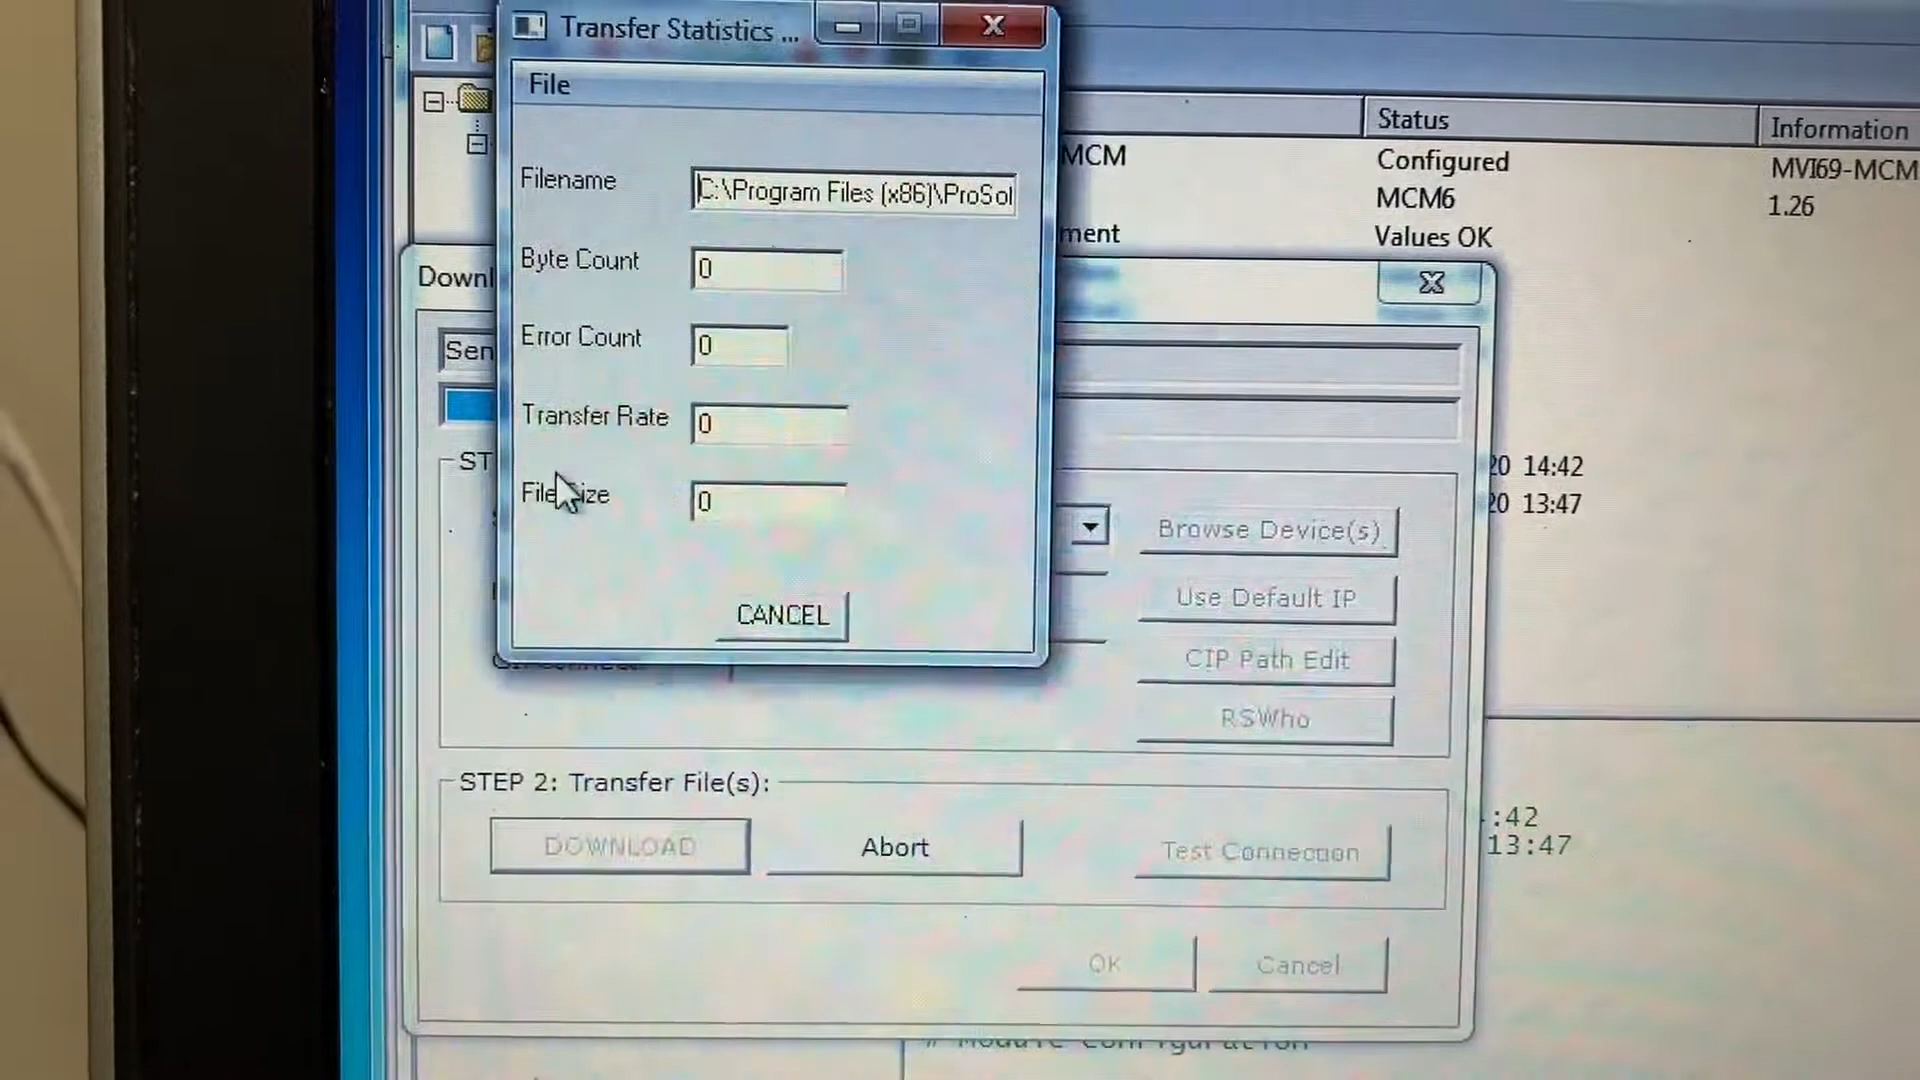 Transfer Statistics ...
File
Filename
C:\Program Files (x86)\ProSol
Byte Count
0
Error Count
0
Transfer Rate
0
File Size
0
CANCEL
Status
Information
MCM
Configured
MVI69-MCM
MCM6
1.26
ment
Values OK
Downl
Sen
ST
20 14:42
20 13:47
Browse Device(s)
Use Default IP
CIP Path Edit
RSWho
STEP 2: Transfer File(s):
DOWNLOAD
Abort
Test Connection
:42
13:47
OK
Cancel
# Module Configuration